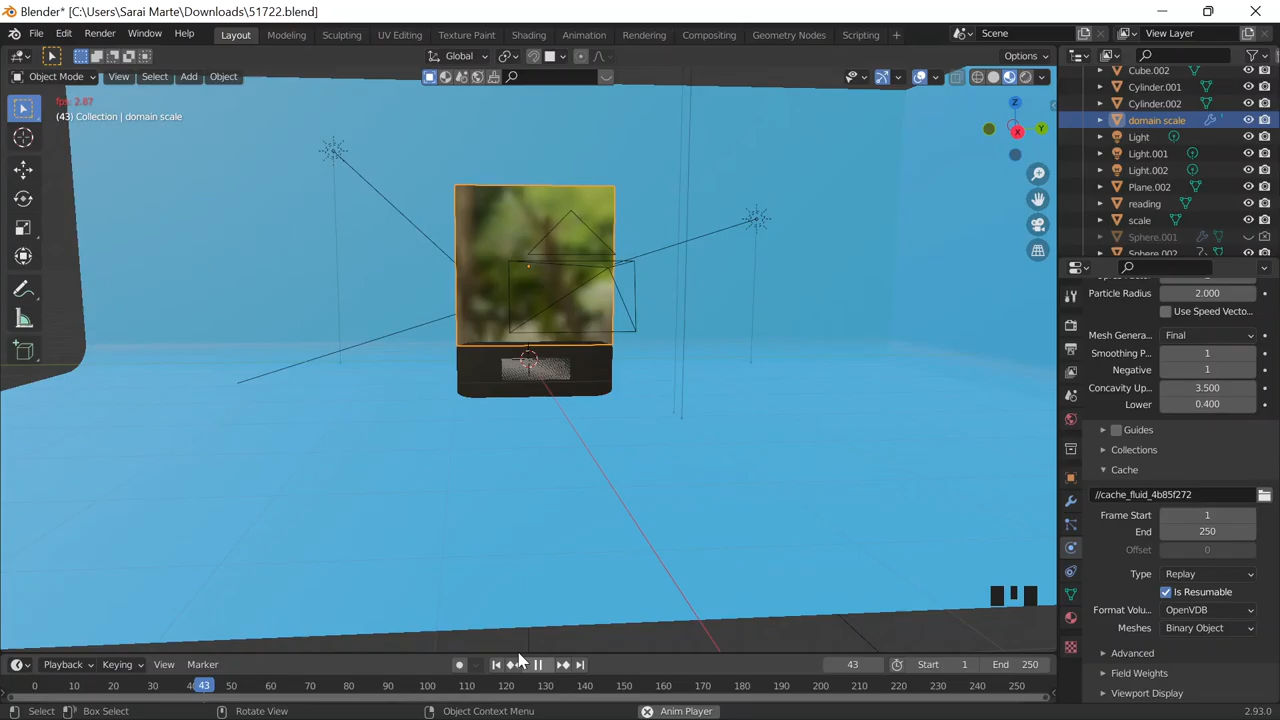 Blender* [C:\Users\Sarai Marte\Downloads\51722.blend]
File Edit Render Window Help
Layout Modeling Sculpting UV Editing Texture Paint Shading Animation Rendering Compositing Geometry Nodes Scripting +
Scene
View Layer
Global
Options
Object Mode View Select Add Object
fps: 2.87
(43) Collection | domain scale
Z
Y
X
Cube.002
Cylinder.001
Cylinder.002
domain scale
Light
Light.001
Light.002
Plane.002
reading
scale
Sphere.001
Sphere.002
Particle Radius 2.000
Use Speed Vecto...
Mesh Genera... Final
Smoothing P... 1
Negative 1
Concavity Up... 3.500
Lower 0.400
Guides
Collections
Cache
//cache_fluid_4b85f272
Frame Start 1
End 250
Offset 0
Type Replay
Is Resumable
Format Volu... OpenVDB
Meshes Binary Object
Advanced
Field Weights
Viewport Display
Playback Keying View Marker
43 Start 1 End 250
0 10 20 30 43 50 60 70 80 90 100 110 120 130 140 150 160 170 180 190 200 210 220 230 240 250
Select Box Select Rotate View Object Context Menu Anim Player 2.93.0